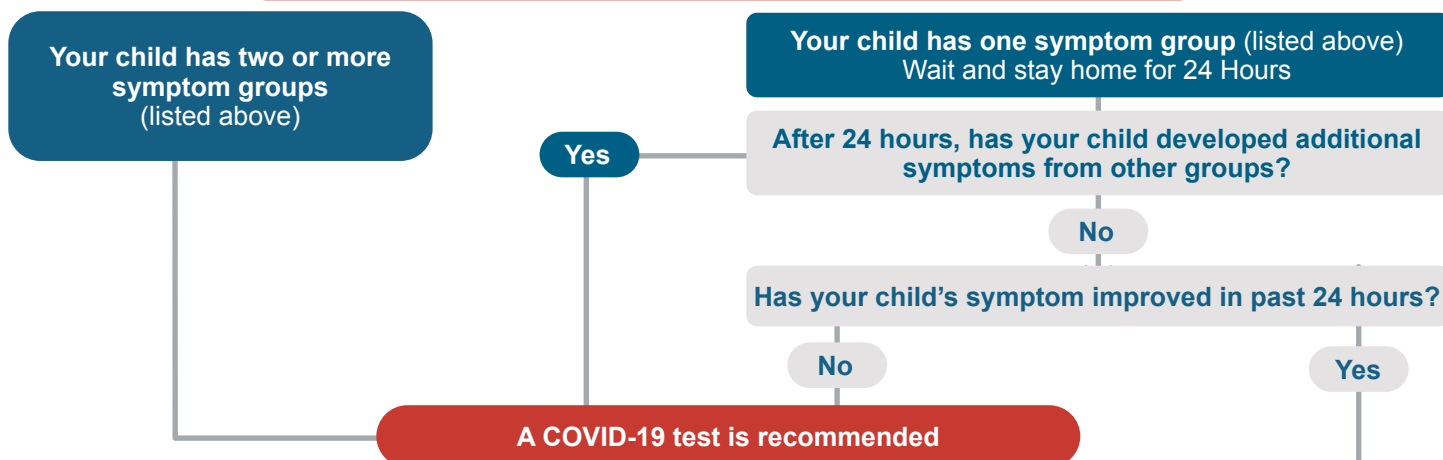 Your child has two or more
symptom groups
(listed above)
Your child has one symptom group (listed above)
Wait and stay home for 24 Hours
Yes
After 24 hours, has your child developed additional
symptoms from other groups?
No
Has your child’s symptom improved in past 24 hours?
No
Yes
A COVID-19 test is recommended